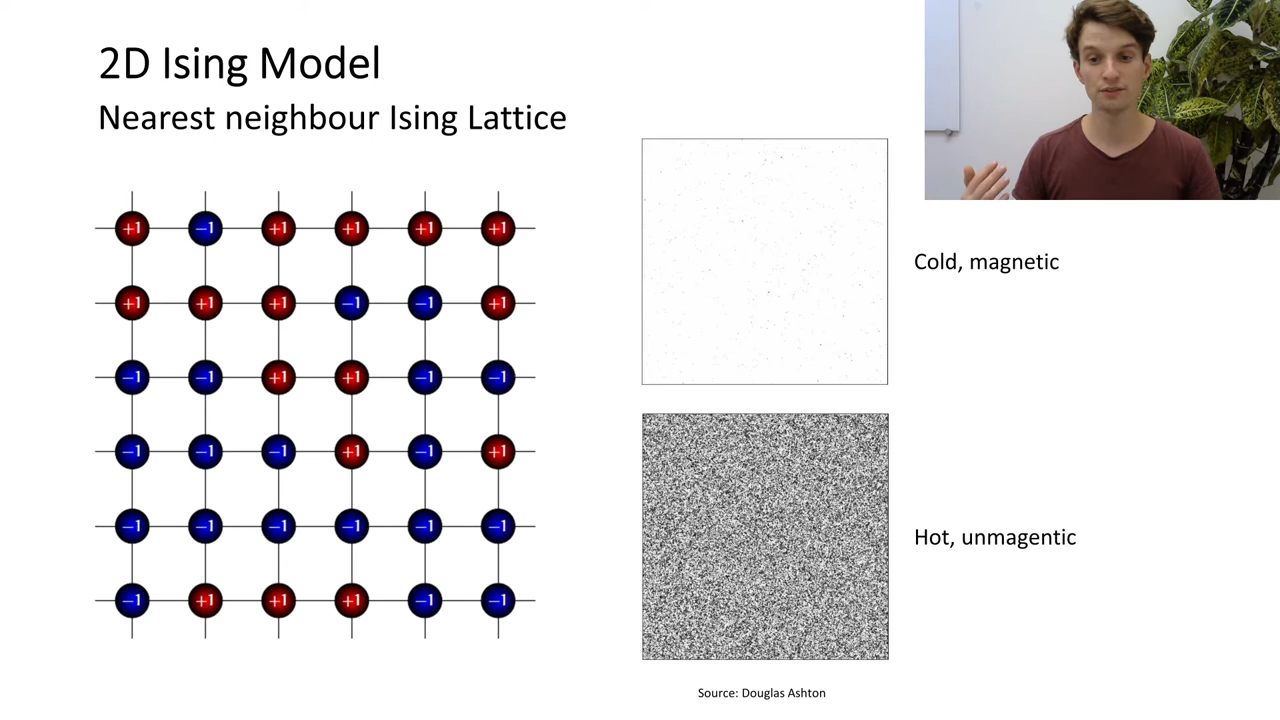 2D Ising Model
Nearest neighbour Ising Lattice
+1 −1 +1 +1 +1 +1
+1 +1 +1 −1 −1 +1
−1 −1 +1 +1 −1 −1
−1 −1 −1 +1 −1 +1
−1 −1 −1 −1 −1 −1
−1 +1 +1 +1 −1 −1
Cold, magnetic
Hot, unmagentic
Source: Douglas Ashton